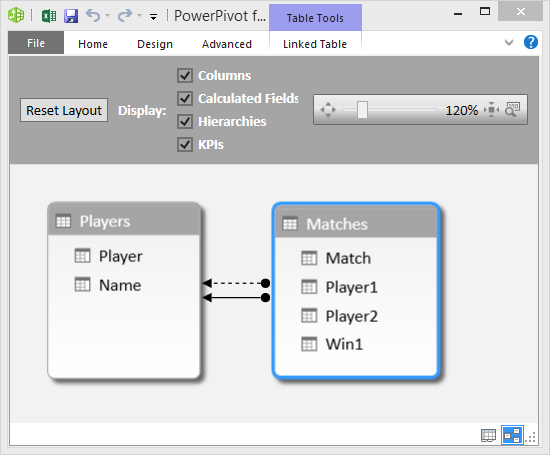 PowerPivot f... Table Tools
File Home Design Advanced Linked Table
Columns
Reset Layout Display: Calculated Fields
Hierarchies
KPIs
120%
Players
Player
Name
Matches
Match
Player1
Player2
Win1